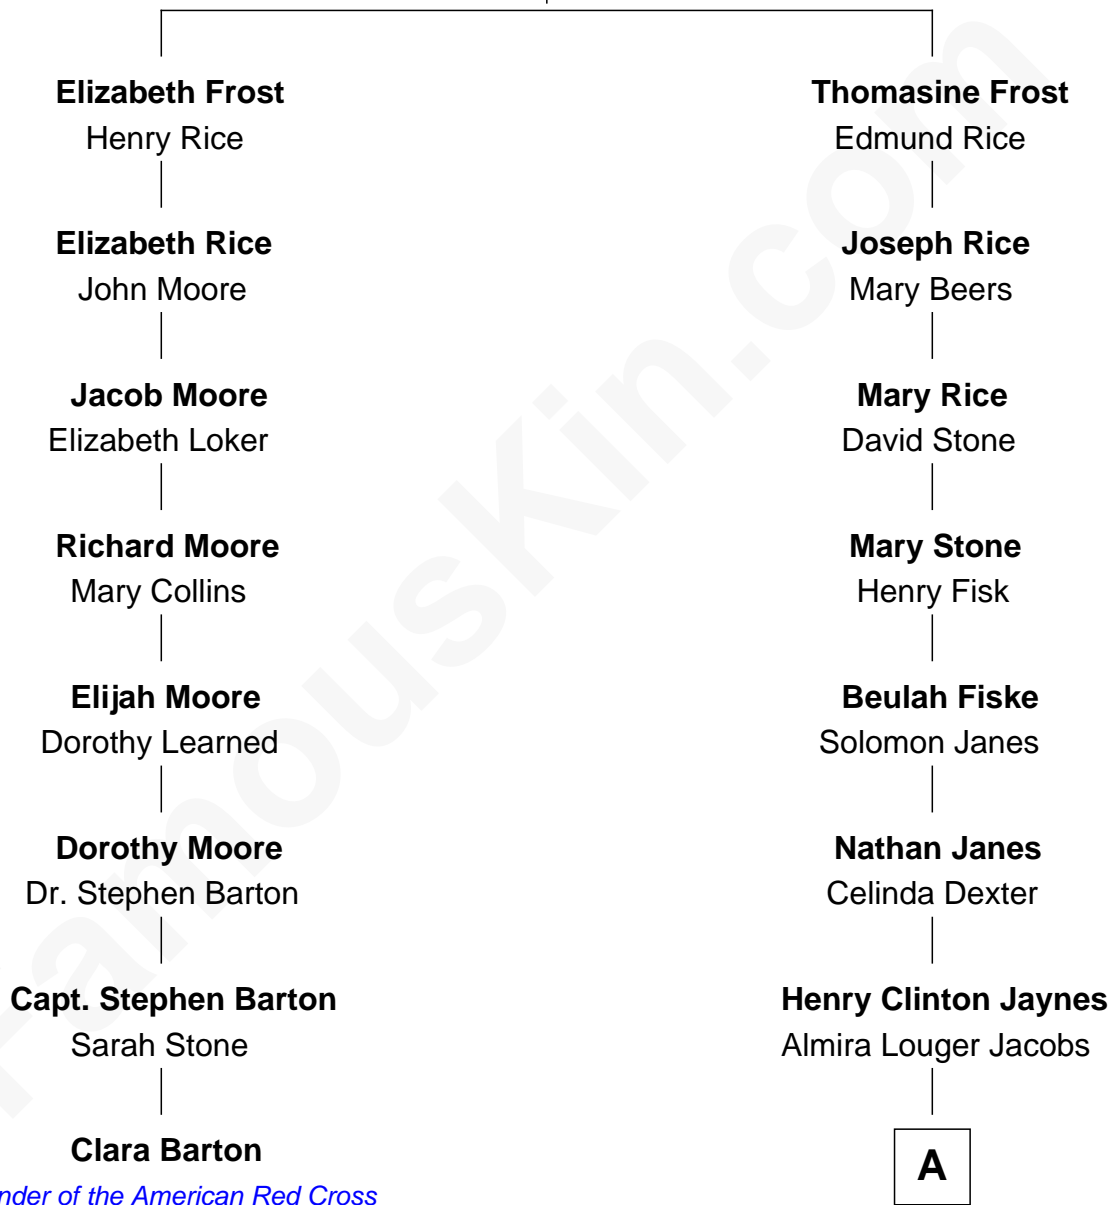 Elizabeth Frost
Henry Rice
Thomasine Frost
Edmund Rice
Elizabeth Rice
John Moore
Joseph Rice
Mary Beers
Jacob Moore
Elizabeth Loker
Mary Rice
David Stone
Richard Moore
Mary Collins
Mary Stone
Henry Fisk
Elijah Moore
Dorothy Learned
Beulah Fiske
Solomon Janes
Dorothy Moore
Dr. Stephen Barton
Nathan Janes
Celinda Dexter
Capt. Stephen Barton
Sarah Stone
Henry Clinton Jaynes
Almira Louger Jacobs
Clara Barton
nder of the American Red Cross
A
FamousKin.com